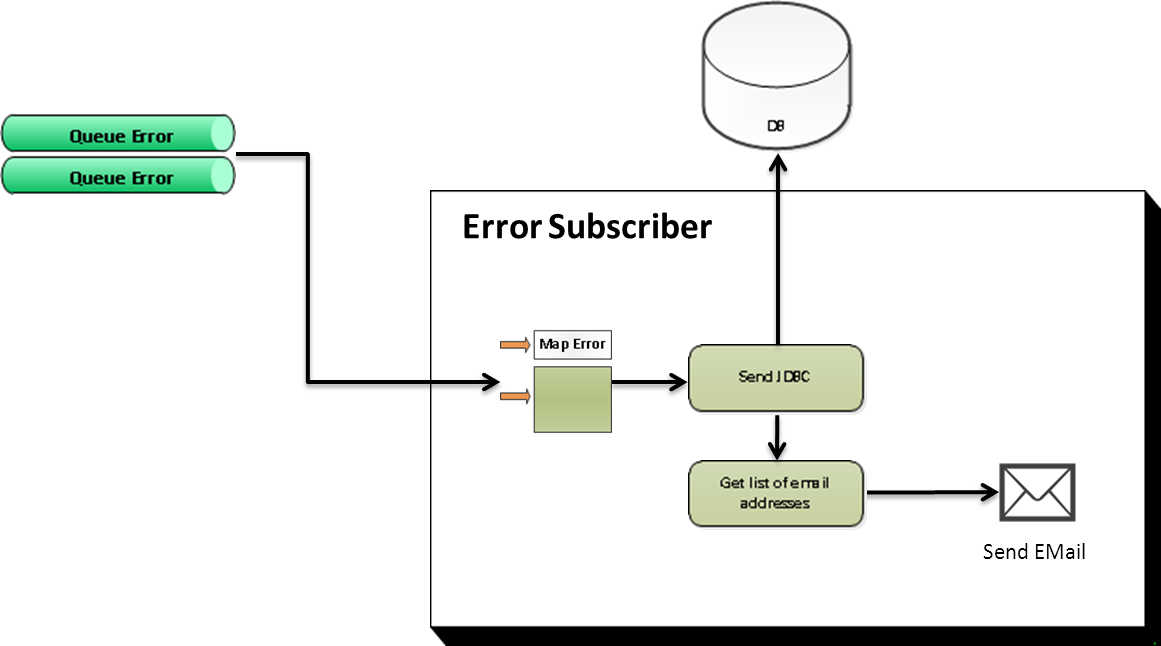 DB
Queue Error
Queue Error
Error Subscriber
Map Error
Send JDBC
Get list of email
addresses
Send EMail